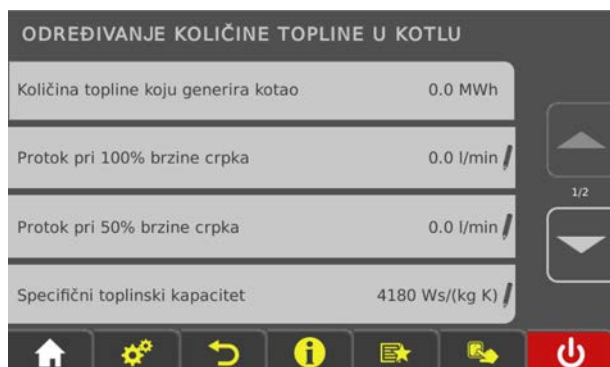 ODREĐIVANJE KOLIČINE TOPLINE U KOTLU
Količina topline koju generira kotao 0.0 MWh
Protok pri 100% brzine crpka 0.0 l/min
1/2
Protok pri 50% brzine crpka 0.0 l/min
Specifični toplinski kapacitet 4180 Ws/(kg K)